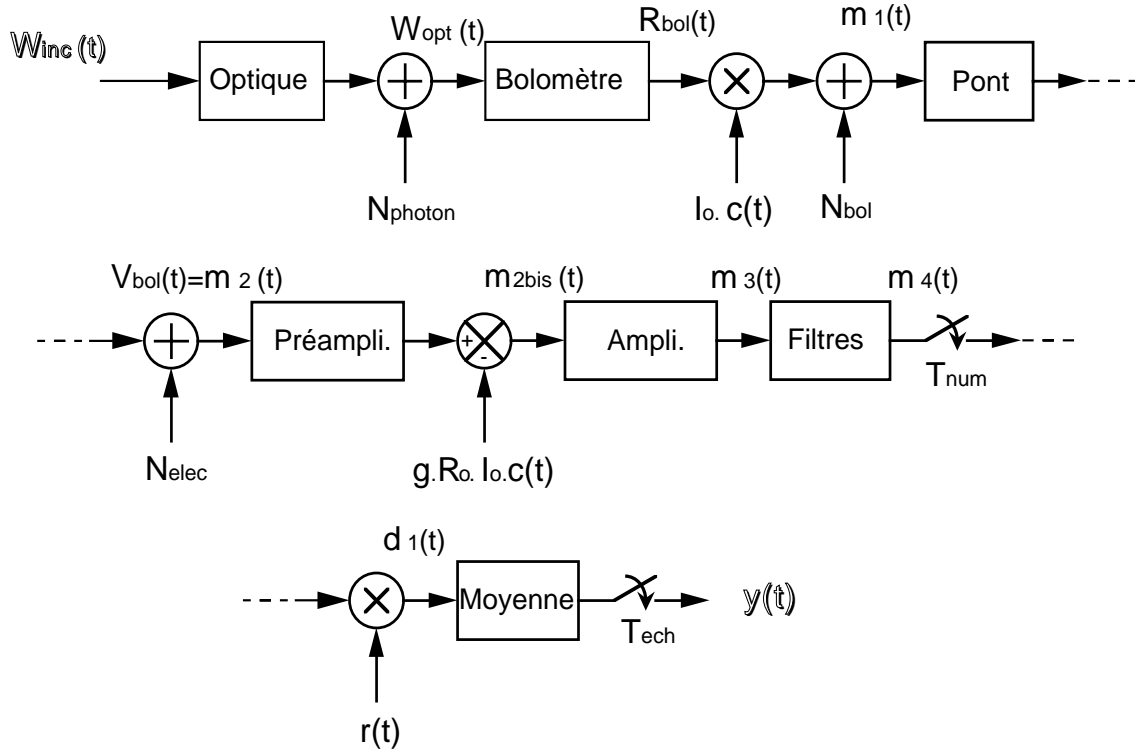 Winc (t)
Wopt (t)
Rbol(t)
m 1(t)
Optique
+
Bolomètre
×
+
Pont
Nphoton
Io. c(t)
Nbol
Vbol(t)=m 2 (t)
m2bis (t)
m 3(t)
m 4(t)
+
Préampli.
+
-
Ampli.
Filtres
Tnum
Nelec
g.Ro. Io.c(t)
d 1(t)
×
Moyenne
y(t)
Tech
r(t)